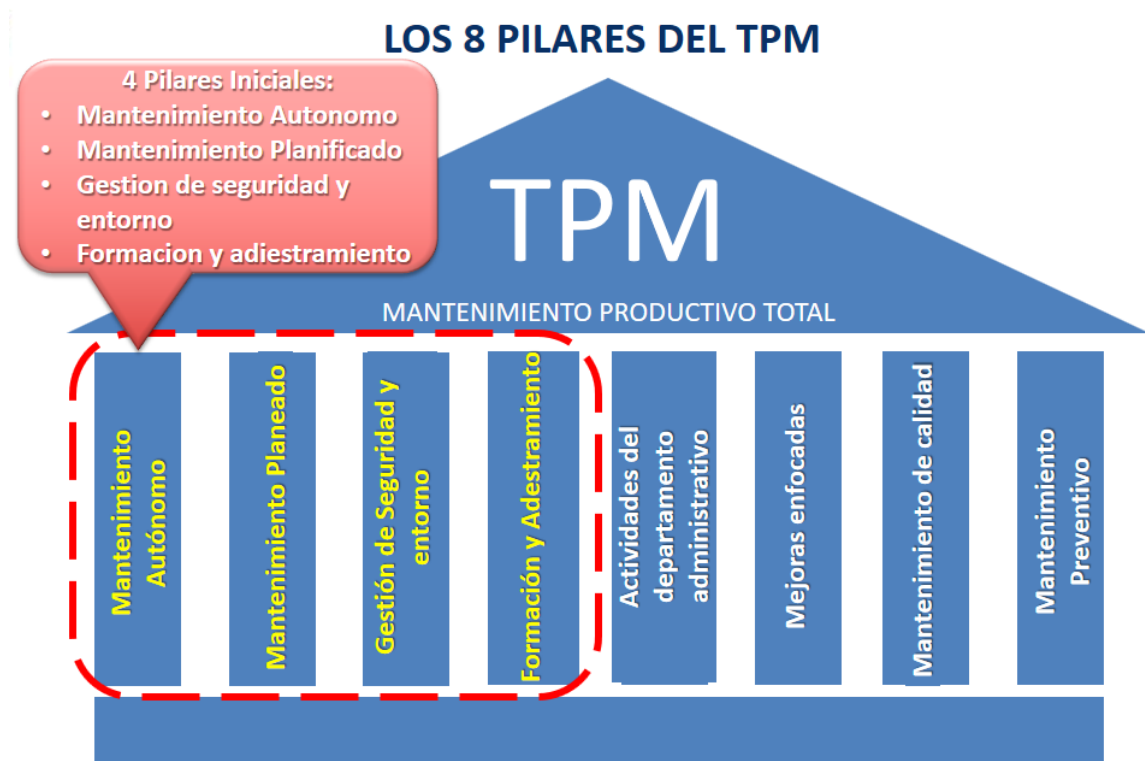 LOS 8 PILARES DEL TPM
4 Pilares Iniciales:
• Mantenimiento Autonomo
• Mantenimiento Planificado
• Gestion de seguridad y
entorno
• Formacion y adiestramiento
TPM
MANTENIMIENTO PRODUCTIVO TOTAL
Mantenimiento
Autónomo
Mantenimiento Planeado
Gestión de Seguridad y
entorno
Formación y Adestramiento
Actividades del
departamento
administrativo
Mejoras enfocadas
Mantenimiento de calidad
Mantenimiento
Preventivo